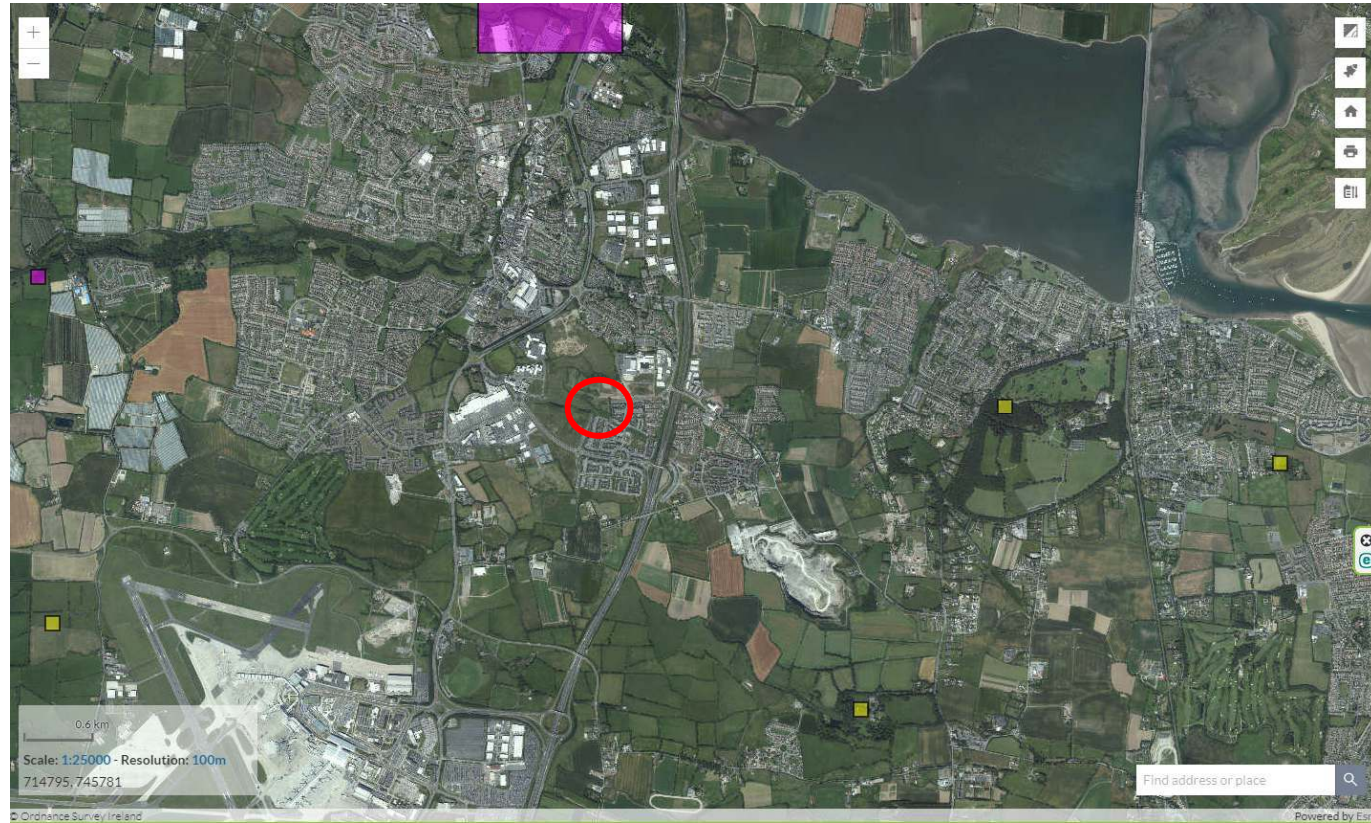 +
−
0.6 km
Scale: 1:25000 - Resolution: 100m
714795, 745781
Find address or place
© Ordnance Survey Ireland
Powered by Es